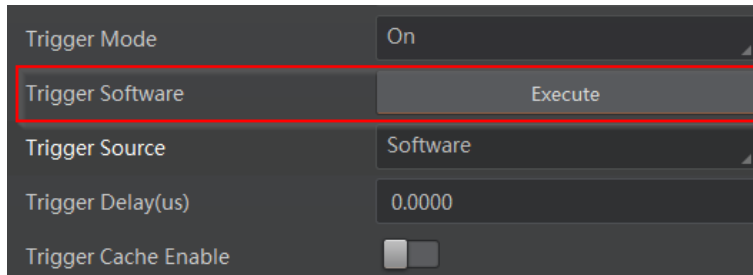 Trigger Mode On
Trigger Software Execute
Trigger Source Software
Trigger Delay(us) 0.0000
Trigger Cache Enable